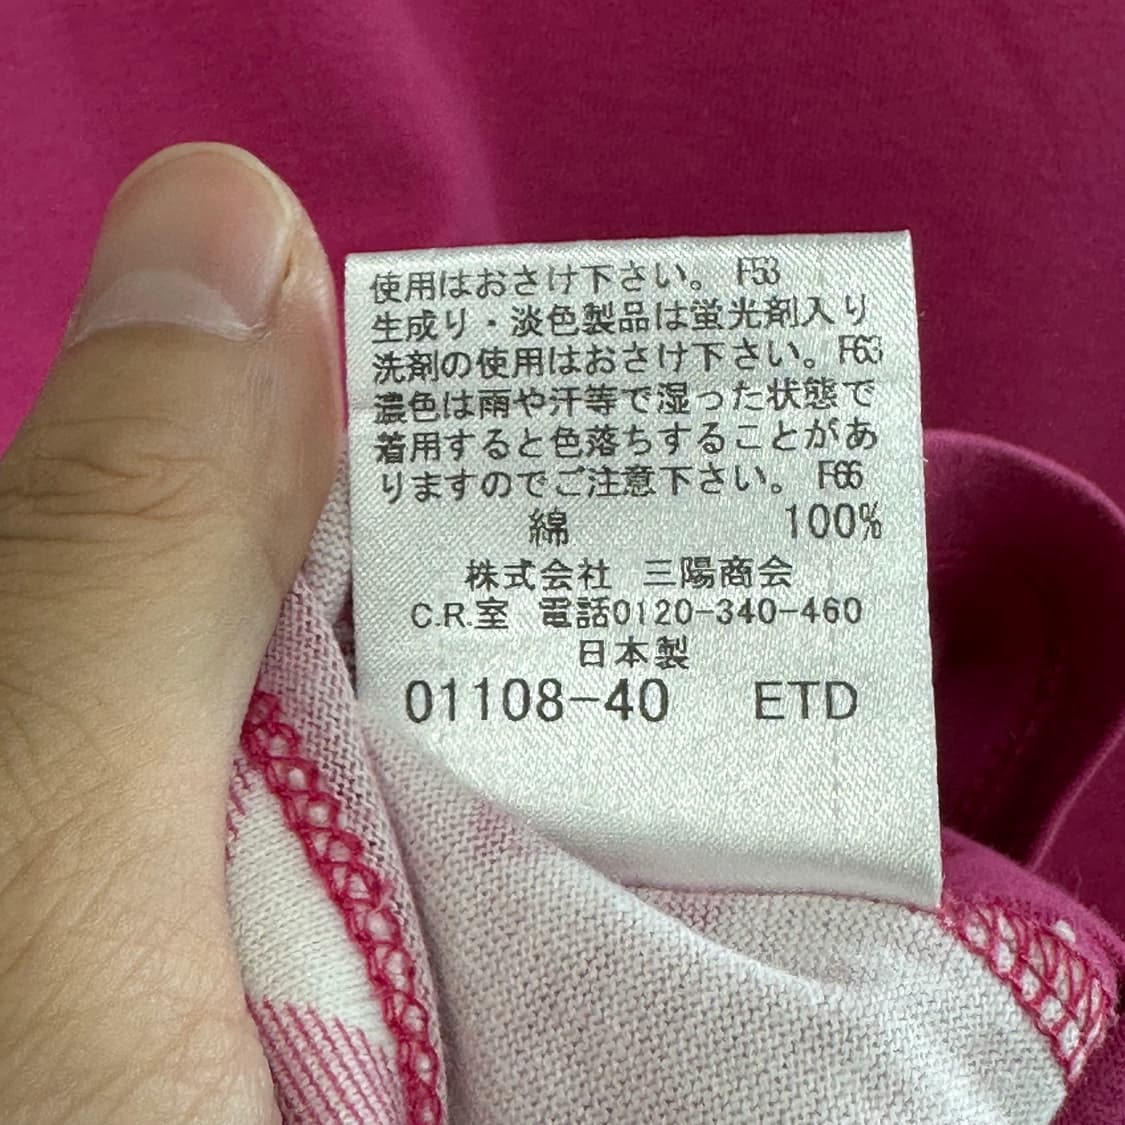 使用はおさけ下さい。 F53
生成り・淡色製品は蛍光剤入り
洗剤の使用はおさけ下さい。F63
濃色は雨や汗等で湿った状態で
着用すると色落ちすることがあ
りますのでご注意下さい。 F66
綿 100%
株式会社 三陽商会
C.R.室 電話0120-340-460
日本製
01108-40 ETD